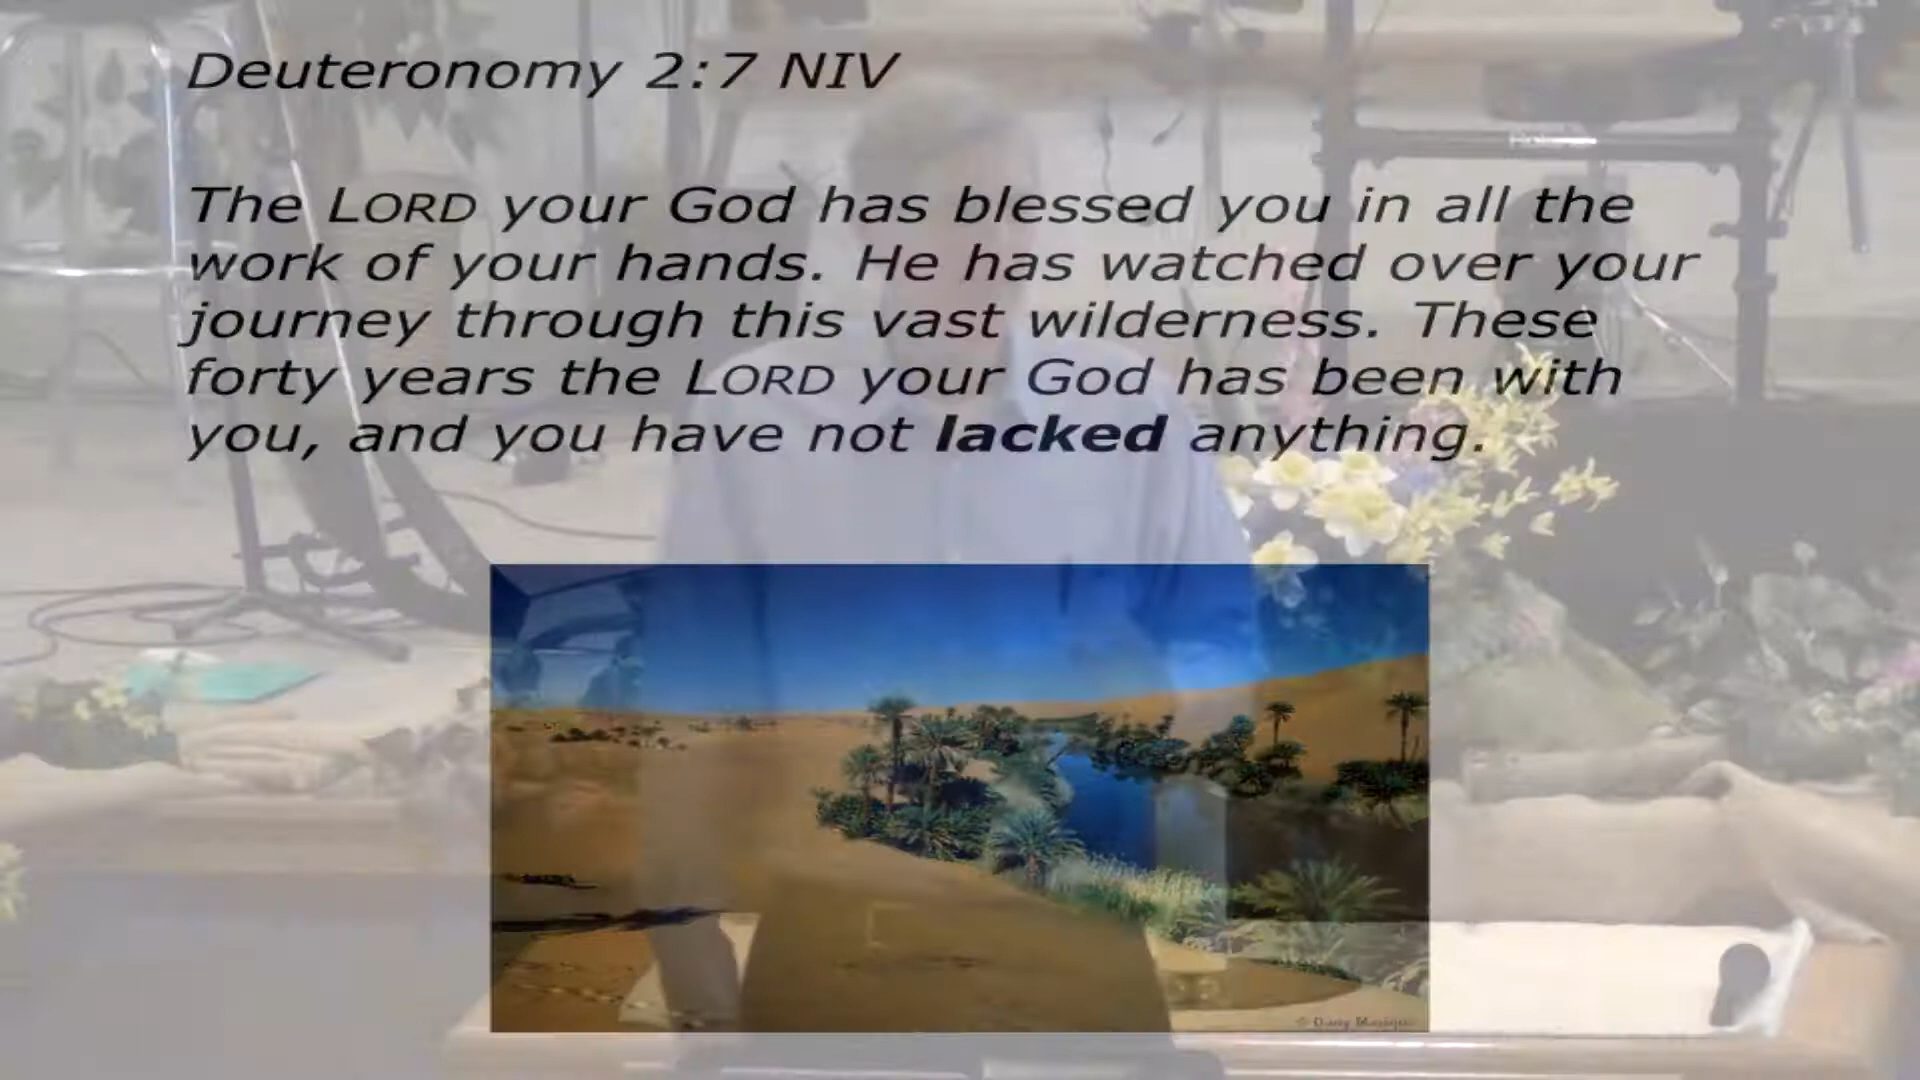 Deuteronomy 2:7 NIV
The LORD your God has blessed you in all the
work of your hands. He has watched over your
journey through this vast wilderness. These
forty years the LORD your God has been with
you, and you have not lacked anything.